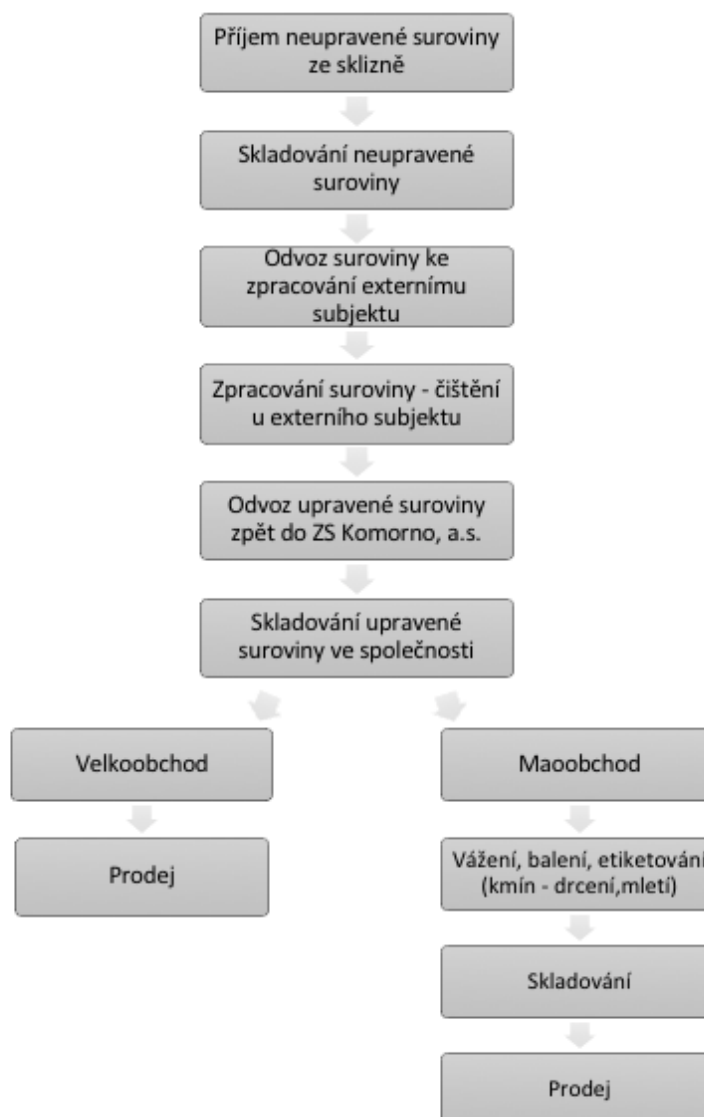 Příjem neupravené suroviny
ze sklizně
Skladování neupravené
suroviny
Odvoz suroviny ke
zpracování externímu
subjektu
Zpracování suroviny - čištění
u externího subjektu
Odvoz upravené suroviny
zpět do ZS Komorno, a.s.
Skladování upravené
suroviny ve společnosti
Velkoobchod
Prodej
Maoobchod
Vážení, balení, etiketování
(kmín - drcení,mletí)
Skladování
Prodej